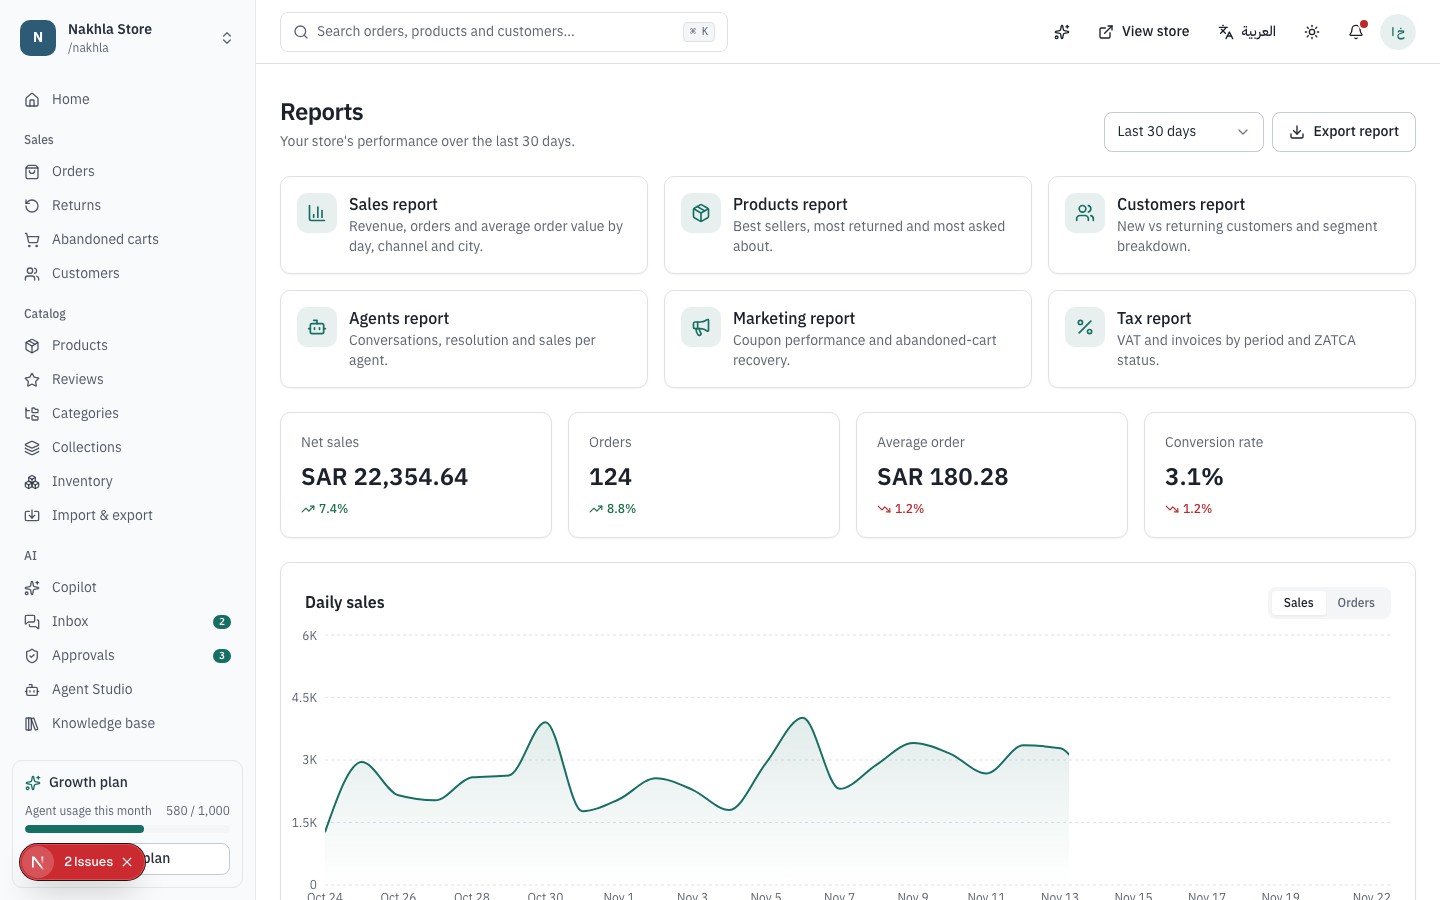 N
Nakhla Store
/nakhla
Home
Sales
Orders
Returns
Abandoned carts
Customers
Catalog
Products
Reviews
Categories
Collections
Inventory
Import & export
AI
Copilot
Inbox 2
Approvals 3
Agent Studio
Knowledge base
Growth plan
Agent usage this month 580 / 1,000
plan
N 2 Issues
Search orders, products and customers... ⌘ K
View store
العربية
خ ا
Reports
Your store's performance over the last 30 days.
Last 30 days
Export report
Sales report
Revenue, orders and average order value by
day, channel and city.
Products report
Best sellers, most returned and most asked
about.
Customers report
New vs returning customers and segment
breakdown.
Agents report
Conversations, resolution and sales per
agent.
Marketing report
Coupon performance and abandoned-cart
recovery.
Tax report
VAT and invoices by period and ZATCA
status.
Net sales
SAR 22,354.64
7.4%
Orders
124
8.8%
Average order
SAR 180.28
1.2%
Conversion rate
3.1%
1.2%
Daily sales
Sales Orders
6K
4.5K
3K
1.5K
0
Oct 24 Oct 26 Oct 28 Oct 30 Nov 1 Nov 3 Nov 5 Nov 7 Nov 9 Nov 11 Nov 13 Nov 15 Nov 17 Nov 19 Nov 22